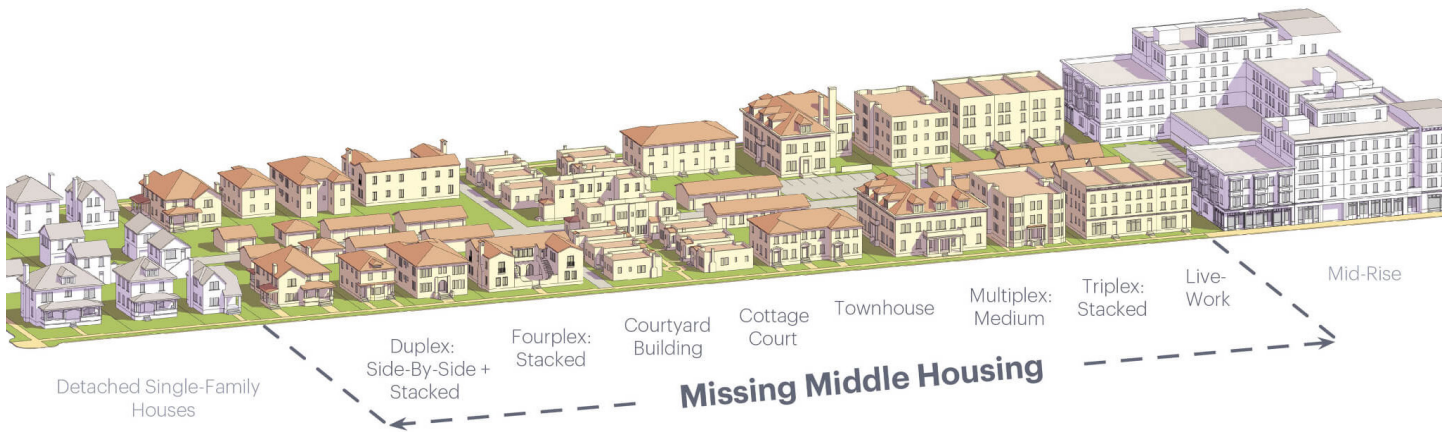 Detached Single-Family
Houses
Duplex:
Side-By-Side +
Stacked
Fourplex:
Stacked
Courtyard
Building
Cottage
Court
Townhouse
Multiplex:
Medium
Triplex:
Stacked
Live-
Work
Mid-Rise
Missing Middle Housing